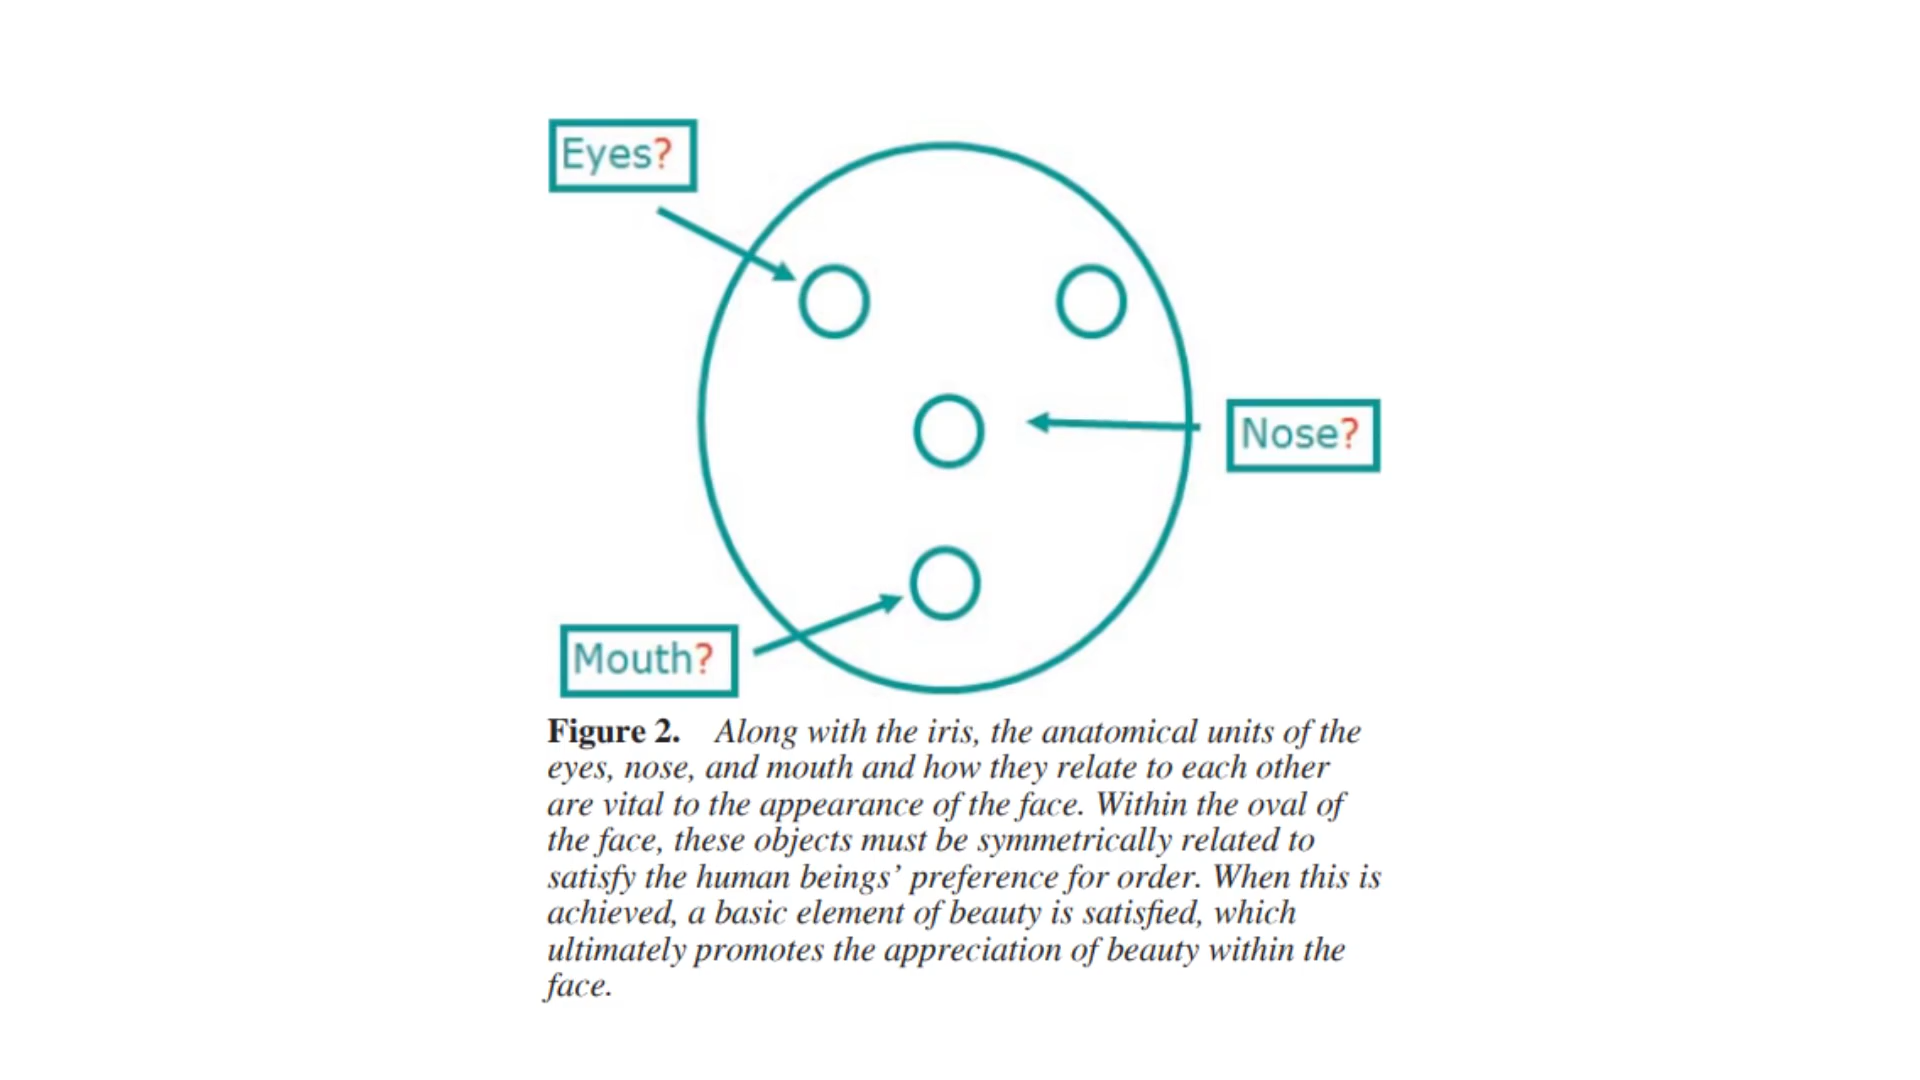 Eyes?
Nose?
Mouth?
Figure 2. Along with the iris, the anatomical units of the
eyes, nose, and mouth and how they relate to each other
are vital to the appearance of the face. Within the oval of
the face, these objects must be symmetrically related to
satisfy the human beings’ preference for order. When this is
achieved, a basic element of beauty is satisfied, which
ultimately promotes the appreciation of beauty within the
face.